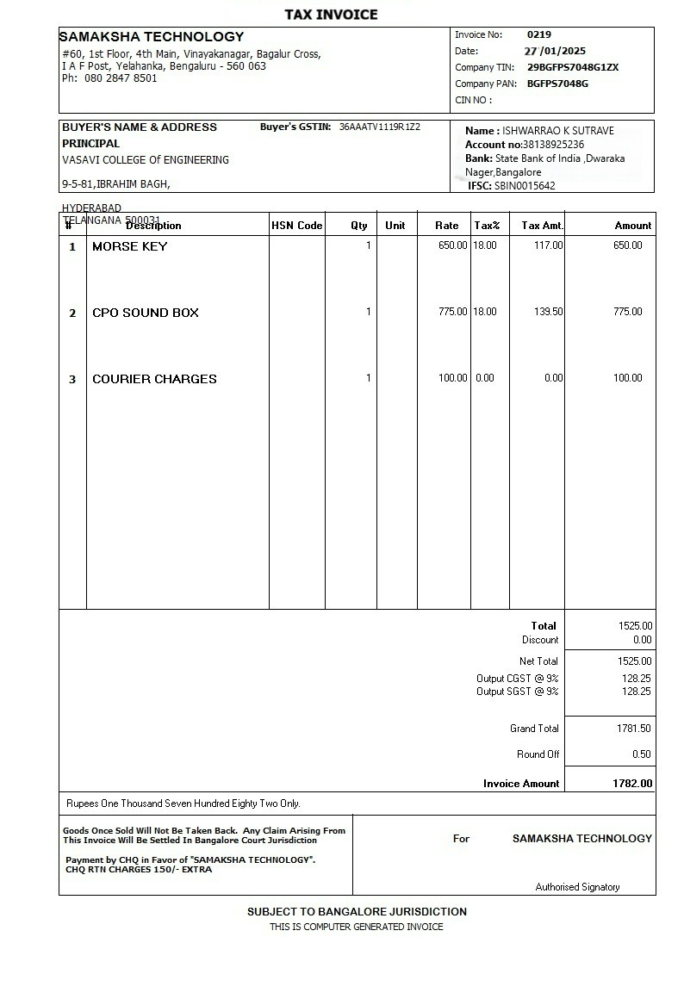 TAX INVOICE
SAMAKSHA TECHNOLOGY
#60, 1st Floor, 4th Main, Vinayakanagar, Bagalur Cross,
I A F Post, Yelahanka, Bengaluru - 560 063
Ph: 080 2847 8501
Invoice No: 0219
Date: 27/01/2025
Company TIN: 29BGFPS7048G1ZX
Company PAN: BGFPS7048G
CIN NO :
BUYER'S NAME & ADDRESS Buyer's GSTIN: 36AAATV1119R1Z2
PRINCIPAL
VASAVI COLLEGE Of ENGINEERING
9-5-81,IBRAHIM BAGH,
HYDERABAD
TELANGANA 500031
Name : ISHWARRAO K SUTRAVE
Account no:38138925236
Bank: State Bank of India ,Dwaraka
Nager,Bangalore
IFSC: SBIN0015642
# Description HSN Code Qty Unit Rate Tax% Tax Amt. Amount
1 MORSE KEY 1 650.00 18.00 117.00 650.00
2 CPO SOUND BOX 1 775.00 18.00 139.50 775.00
3 COURIER CHARGES 1 100.00 0.00 0.00 100.00
Total 1525.00
Discount 0.00
Net Total 1525.00
Output CGST @ 9% 128.25
Output SGST @ 9% 128.25
Grand Total 1781.50
Round Off 0.50
Invoice Amount 1782.00
Rupees One Thousand Seven Hundred Eighty Two Only.
Goods Once Sold Will Not Be Taken Back. Any Claim Arising From
This Invoice Will Be Settled In Bangalore Court Jurisdiction
Payment by CHQ in Favor of "SAMAKSHA TECHNOLOGY".
CHQ RTN CHARGES 150/- EXTRA
For SAMAKSHA TECHNOLOGY
Authorised Signatory
SUBJECT TO BANGALORE JURISDICTION
THIS IS COMPUTER GENERATED INVOICE